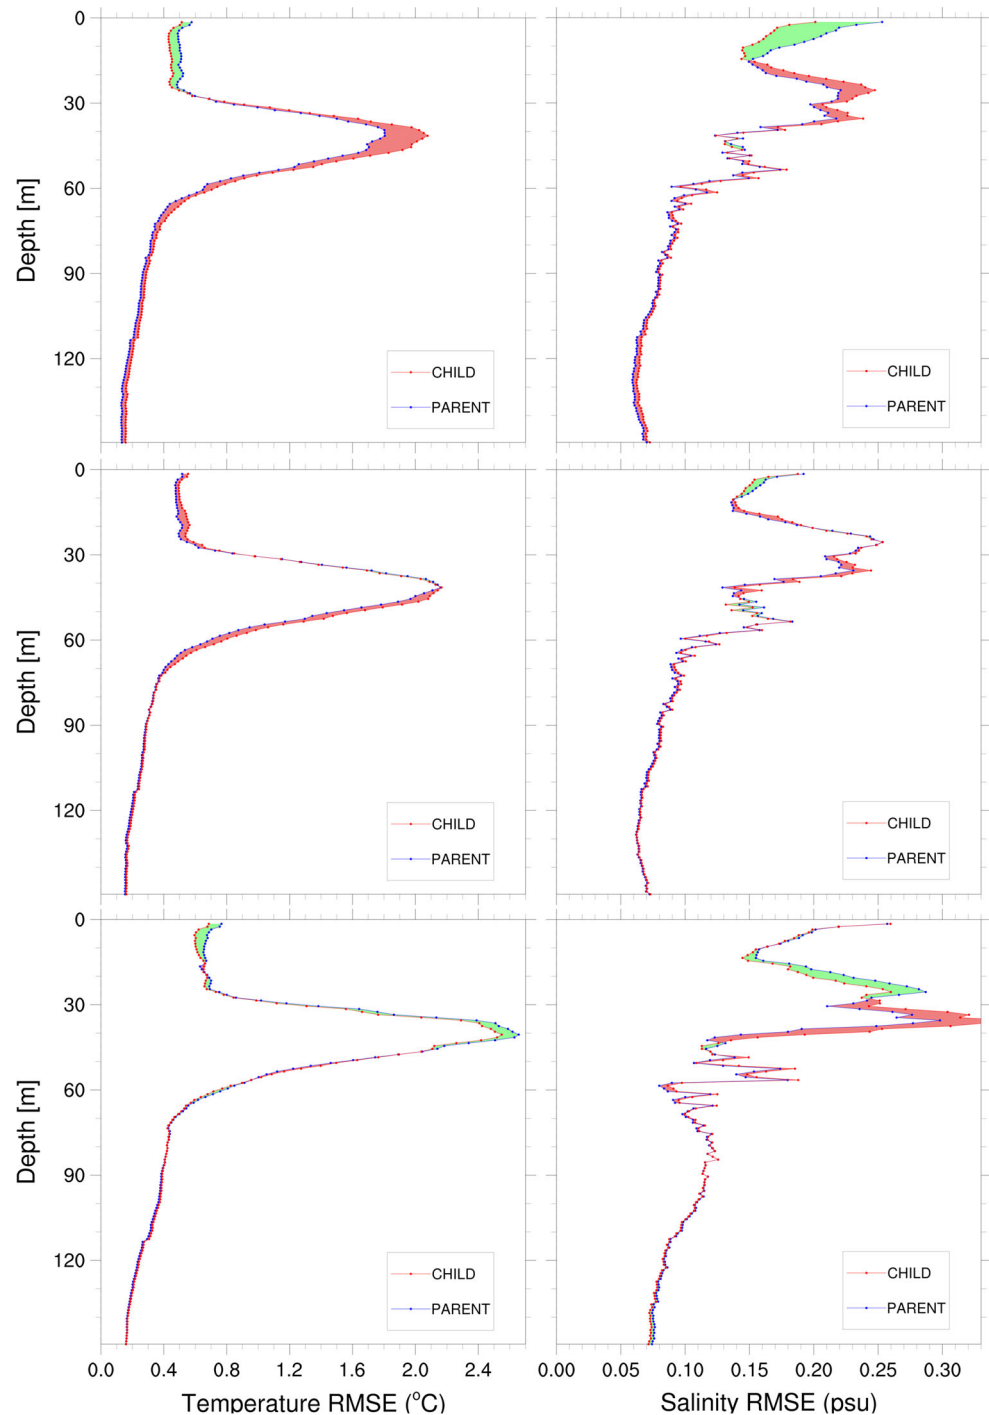 0
30
60
90
120
Depth [m]
CHILD
PARENT
CHILD
PARENT
0
30
60
90
120
Depth [m]
CHILD
PARENT
CHILD
PARENT
0
30
60
90
120
Depth [m]
CHILD
PARENT
CHILD
PARENT
0.0 0.4 0.8 1.2 1.6 2.0 2.4
0.00 0.05 0.10 0.15 0.20 0.25 0.30
Temperature RMSE (°C)
Salinity RMSE (psu)